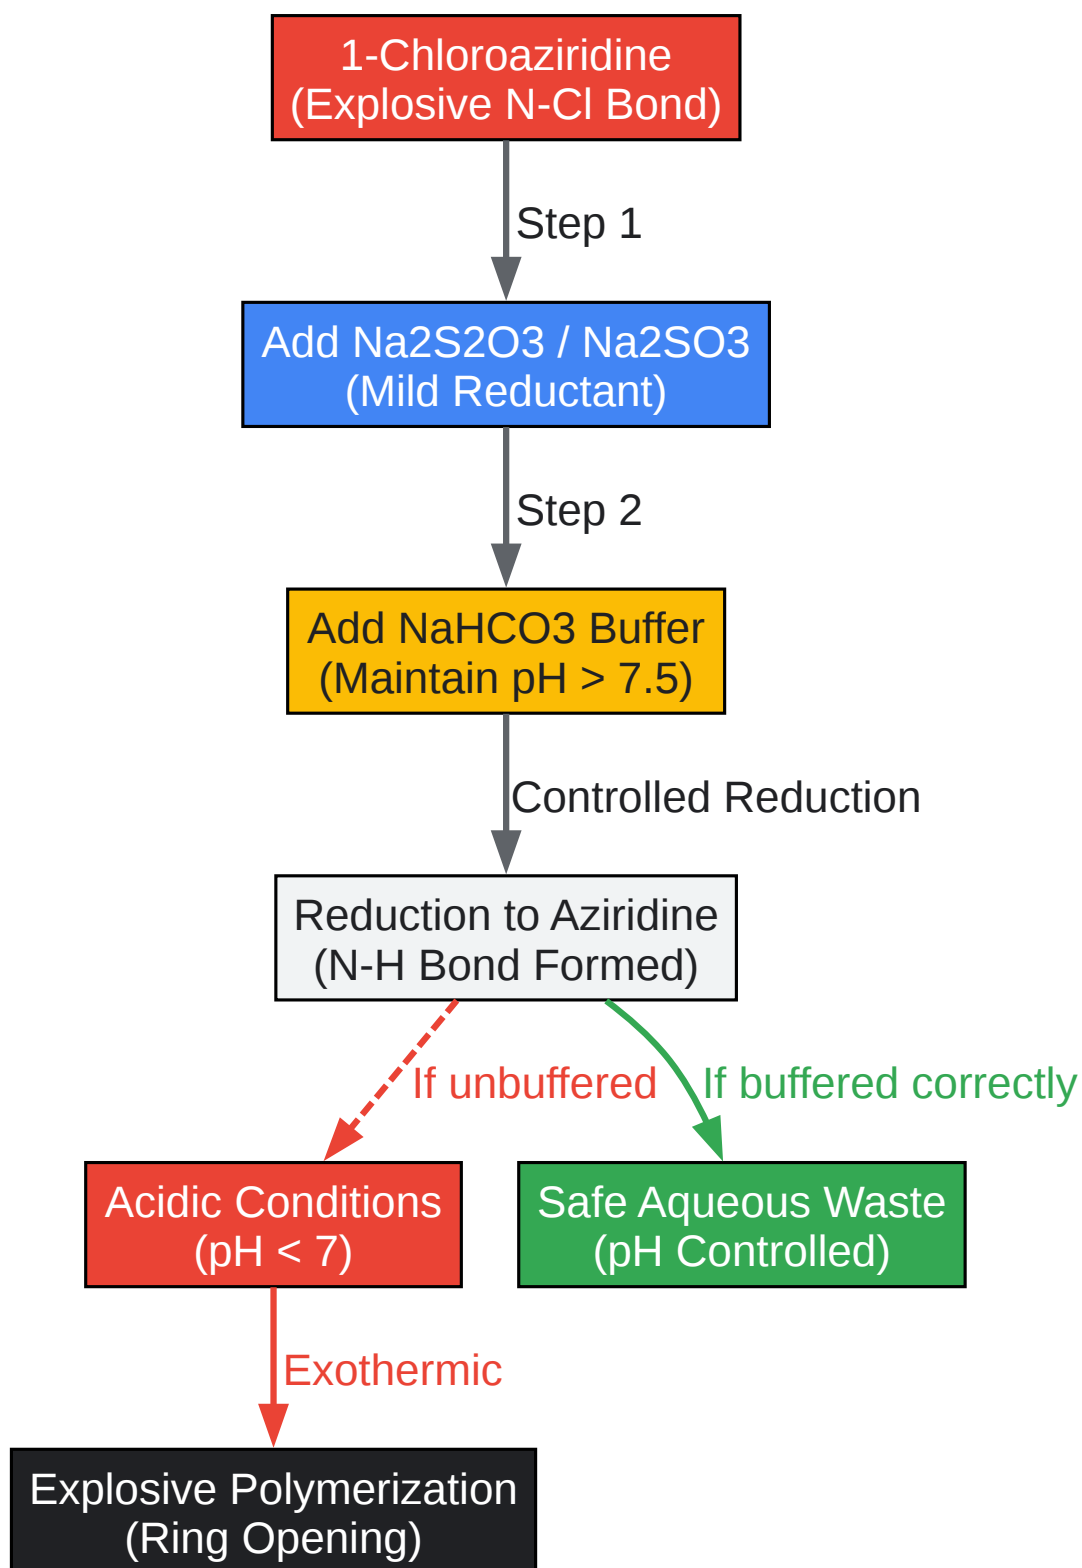 1-Chloroaziridine
(Explosive N-Cl Bond)
Step 1
Add Na2S2O3 / Na2SO3
(Mild Reductant)
Step 2
Add NaHCO3 Buffer
(Maintain pH > 7.5)
Controlled Reduction
Reduction to Aziridine
(N-H Bond Formed)
If unbuffered
If buffered correctly
Acidic Conditions
(pH < 7)
Safe Aqueous Waste
(pH Controlled)
Exothermic
Explosive Polymerization
(Ring Opening)